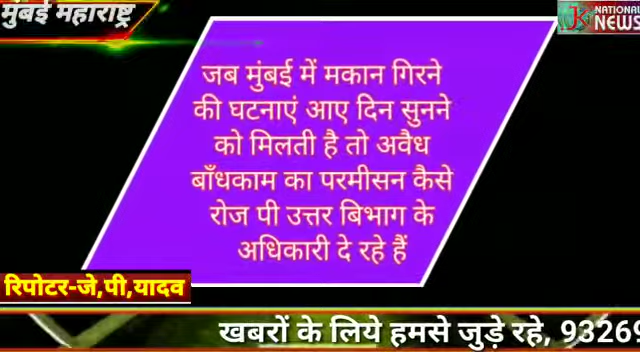 मुंबई महाराष्ट्र
NATIONAL
NEWS
जब मुंबई में मकान गिरने
की घटनाएं आए दिन सुनने
को मिलती है तो अवैध
बाँधकाम का परमीसन कैसे
रोज पी उत्तर बिभाग के
अधिकारी दे रहे हैं
रिपोटर-जे,पी,यादव
खबरों के लिये हमसे जुड़े रहे, 93269